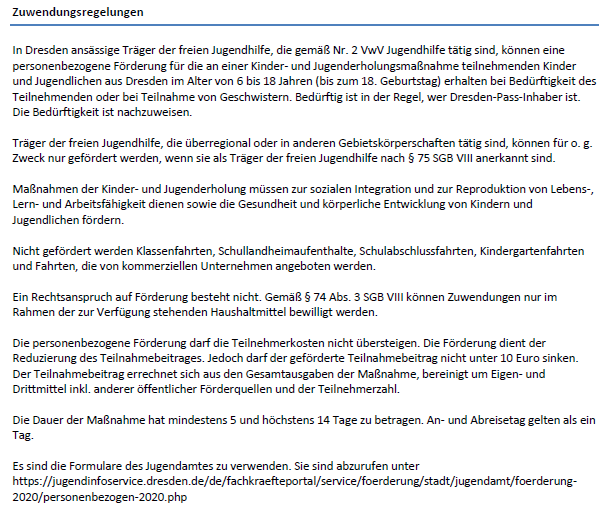 Zuwendungsregelungen
In Dresden ansässige Träger der freien Jugendhilfe, die gemäß Nr. 2 VwV Jugendhilfe tätig sind, können eine
personenbezogene Förderung für die an einer Kinder- und Jugenderholungsmaßnahme teilnehmenden Kinder
und Jugendlichen aus Dresden im Alter von 6 bis 18 Jahren (bis zum 18. Geburtstag) erhalten bei Bedürftigkeit des
Teilnehmenden oder bei Teilnahme von Geschwistern. Bedürftig ist in der Regel, wer Dresden-Pass-Inhaber ist.
Die Bedürftigkeit ist nachzuweisen.
Träger der freien Jugendhilfe, die überregional oder in anderen Gebietskörperschaften tätig sind, können für o. g.
Zweck nur gefördert werden, wenn sie als Träger der freien Jugendhilfe nach § 75 SGB VIII anerkannt sind.
Maßnahmen der Kinder- und Jugenderholung müssen zur sozialen Integration und zur Reproduktion von Lebens-,
Lern- und Arbeitsfähigkeit dienen sowie die Gesundheit und körperliche Entwicklung von Kindern und
Jugendlichen fördern.
Nicht gefördert werden Klassenfahrten, Schullandheimaufenthalte, Schulabschlussfahrten, Kindergartenfahrten
und Fahrten, die von kommerziellen Unternehmen angeboten werden.
Ein Rechtsanspruch auf Förderung besteht nicht. Gemäß § 74 Abs. 3 SGB VIII können Zuwendungen nur im
Rahmen der zur Verfügung stehenden Haushaltmittel bewilligt werden.
Die personenbezogene Förderung darf die Teilnehmerkosten nicht übersteigen. Die Förderung dient der
Reduzierung des Teilnahmebeitrages. Jedoch darf der geförderte Teilnahmebeitrag nicht unter 10 Euro sinken.
Der Teilnahmebeitrag errechnet sich aus den Gesamtausgaben der Maßnahme, bereinigt um Eigen- und
Drittmittel inkl. anderer öffentlicher Förderquellen und der Teilnehmerzahl.
Die Dauer der Maßnahme hat mindestens 5 und höchstens 14 Tage zu betragen. An- und Abreisetag gelten als ein
Tag.
Es sind die Formulare des Jugendamtes zu verwenden. Sie sind abzurufen unter
https://jugendinfoservice.dresden.de/de/fachkraefteportal/service/foerderung/stadt/jugendamt/foerderung-
2020/personenbezogen-2020.php